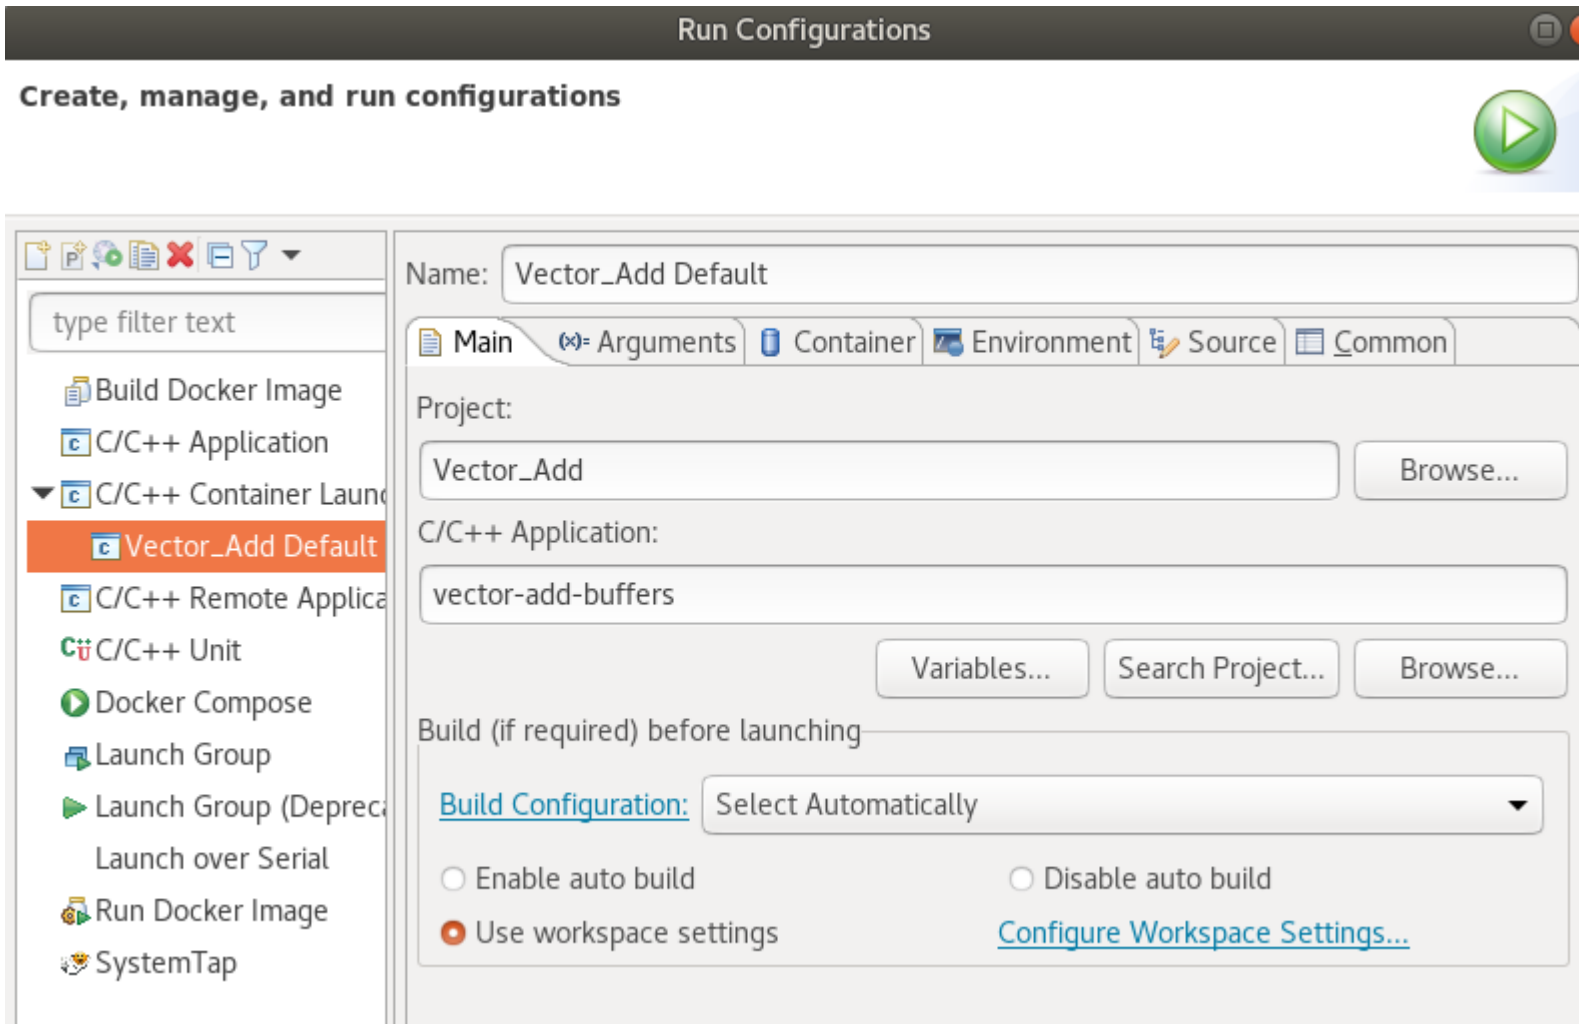 Run Configurations
Create, manage, and run configurations
type filter text
Build Docker Image
C/C++ Application
C/C++ Container Launc
Vector_Add Default
C/C++ Remote Applica
C/C++ Unit
Docker Compose
Launch Group
Launch Group (Depreca
Launch over Serial
Run Docker Image
SystemTap
Name: Vector_Add Default
Main (x)= Arguments Container Environment Source Common
Project:
Vector_Add Browse...
C/C++ Application:
vector-add-buffers
Variables... Search Project... Browse...
Build (if required) before launching
Build Configuration: Select Automatically
Enable auto build Disable auto build
Use workspace settings Configure Workspace Settings...